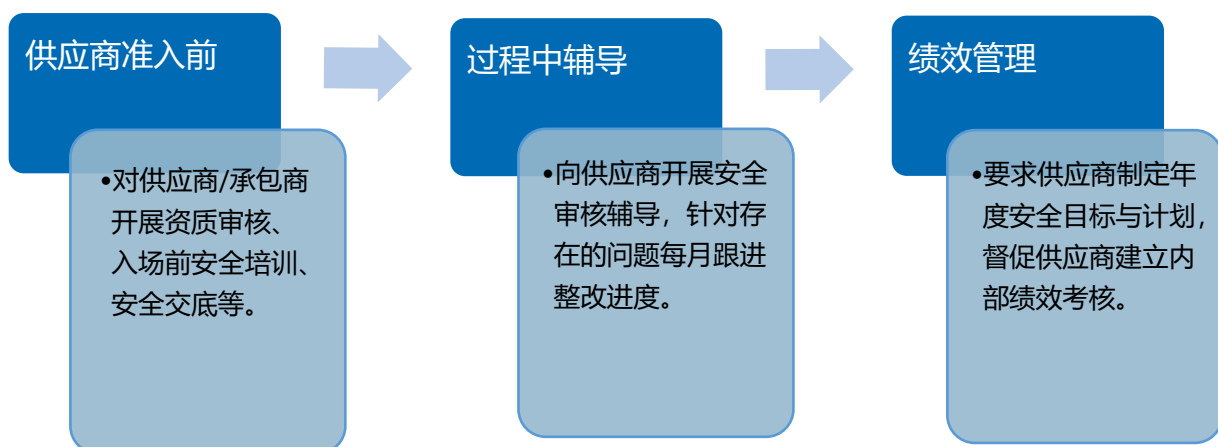 供应商准入前
•对供应商/承包商
开展资质审核、
入场前安全培训、
安全交底等。
过程中辅导
•向供应商开展安全
审核辅导，针对存
在的问题每月跟进
整改进度。
绩效管理
•要求供应商制定年
度安全目标与计划，
督促供应商建立内
部绩效考核。